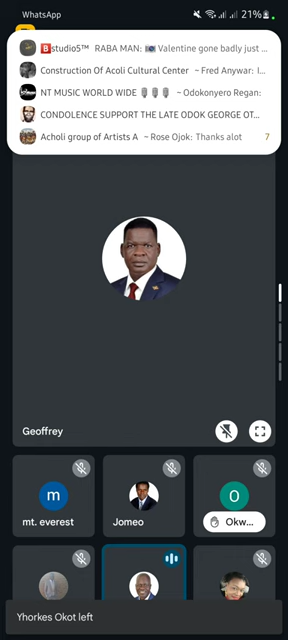 WhatsApp 21%
Bstudio5™ RABA MAN: 📷 Valentine gone badly just ...
Construction Of Acoli Cultural Center ~ Fred Anywar: I...
NT MUSIC WORLD WIDE 🎙🎙🎙 ~ Odokonyero Regan:
CONDOLENCE SUPPORT THE LATE ODOK GEORGE OT...
Acholi group of Artists A ~ Rose Ojok: Thanks alot 7
Geoffrey
m
O
mt. everest
Jomeo
Okw...
Yhorkes Okot left